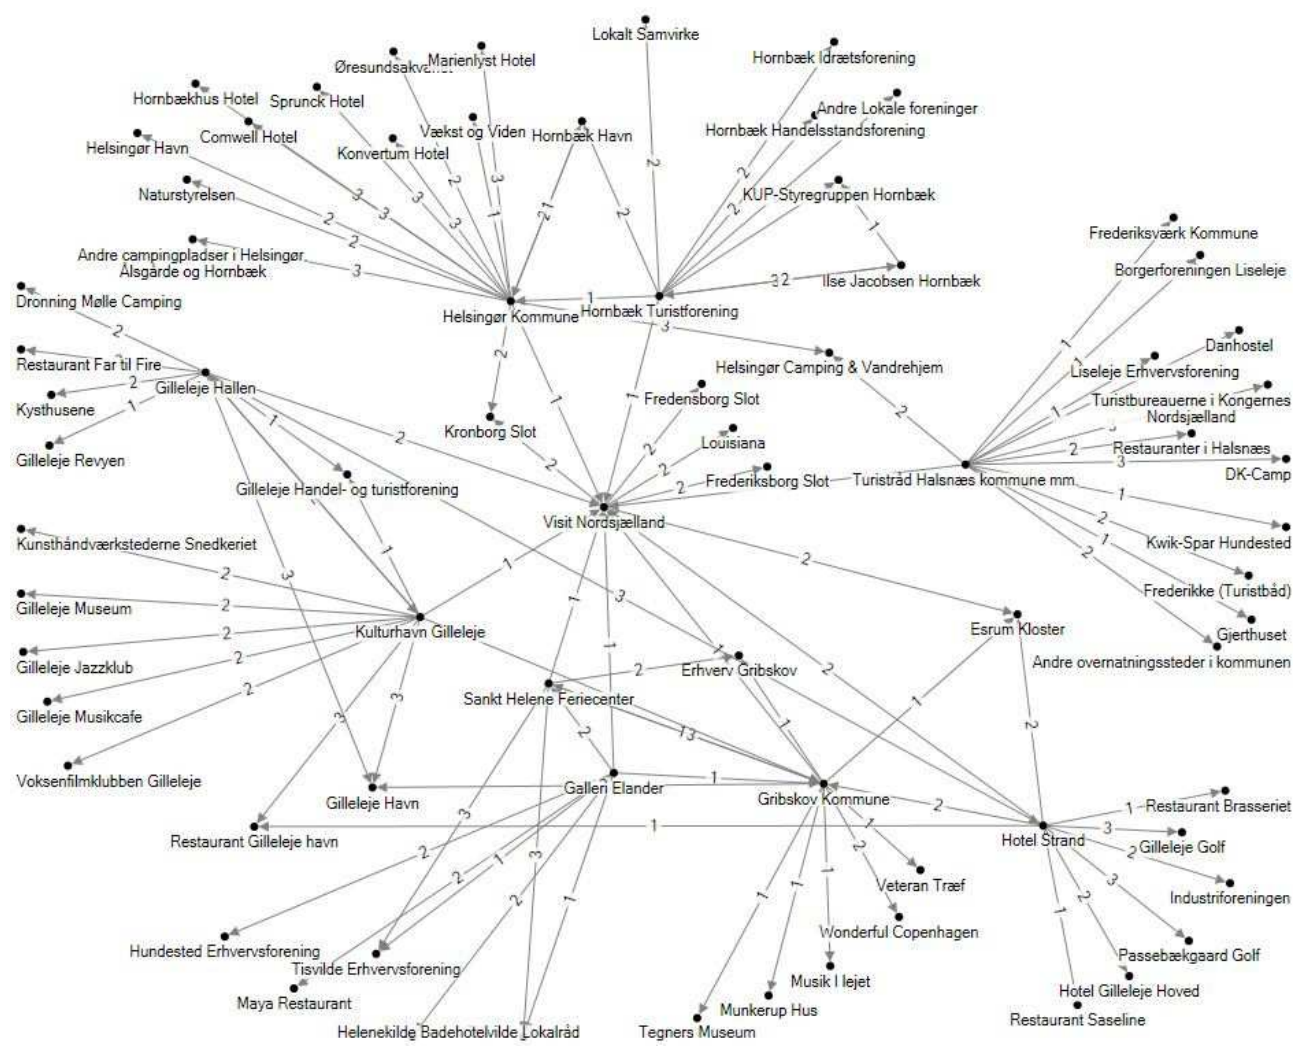 Lokalt Samvirke
Hornbæk Idrætsforening
Marienlyst Hotel
Hornbækhus Hotel
Sprunck Hotel
Andre Lokale foreninger
Comwell Hotel
Vækst og Viden
Hornbæk Havn
Hornbæk Handelsstandsforening
Helsingør Havn
Konvertum Hotel
Naturstyrelsen
KUP-Styregruppen Hornbæk
Frederiksværk Kommune
Andre campingpladser i Helsingør,
Ålsgårde og Hornbæk
Borgerforeningen Liseleje
Ilse Jacobsen Hornbæk
Dronning Mølle Camping
Helsingør Kommune
Hornbæk Turistforening
Danhostel
Restaurant Far til Fire
Gilleleje Hallen
Helsingør Camping & Vandrehjem
Liseleje Erhvervsforening
Kysthusene
Fredensborg Slot
Turistbureauerne i Kongernes
Nordsjælland
Kronborg Slot
Louisiana
Restauranter i Halsnæs
Gilleleje Revyen
Gilleleje Handel- og turistforening
Frederiksborg Slot
Turistråd Halsnæs kommune mm.
DK-Camp
Visit Nordsjælland
Kunsthåndværkstederne Snedkeriet
Kwik-Spar Hundested
Frederikke (Turistbåd)
Gilleleje Museum
Kulturhavn Gilleleje
Esrum Kloster
Gjerthuset
Gilleleje Jazzklub
Erhverv Gribskov
Andre overnatningssteder i kommunen
Sankt Helene Feriecenter
Gilleleje Musikcafe
Voksenfilmklubben Gilleleje
Gilleleje Havn
Galleri Elander
Gribskov Kommune
Restaurant Brasseriet
Restaurant Gilleleje havn
Hotel Strand
Gilleleje Golf
Veteran Træf
Industriforeningen
Wonderful Copenhagen
Hundested Erhvervsforening
Passebækgaard Golf
Tisvilde Erhvervsforening
Musik I lejet
Hotel Gilleleje Hoved
Maya Restaurant
Munkerup Hus
Restaurant Saseline
Helenekilde Badehotel
Lokalråd
Tegners Museum